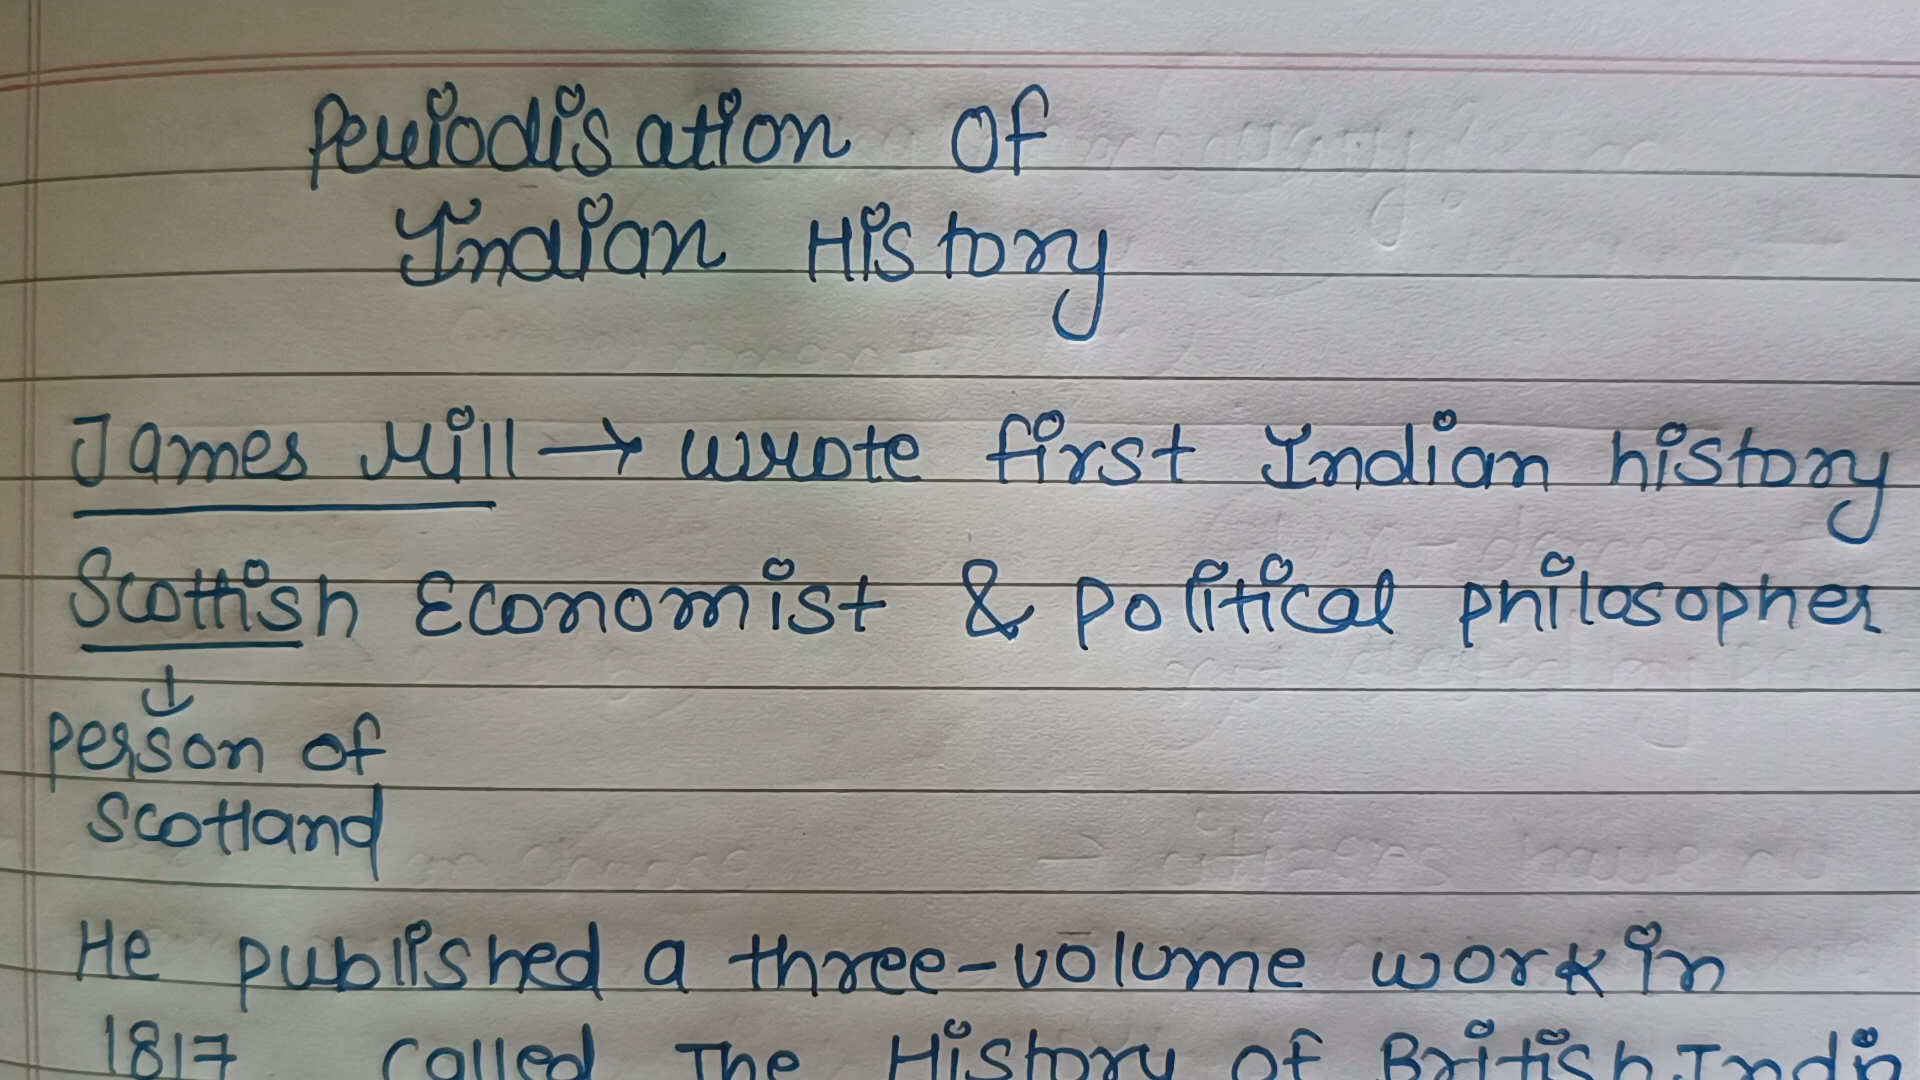 Periodisation Of
Indian History
James Mill → wrote first Indian history
Scottish Economist & political philosopher
↓
person of
Scotland
He published a three-volume work in
1817 called The History of British India